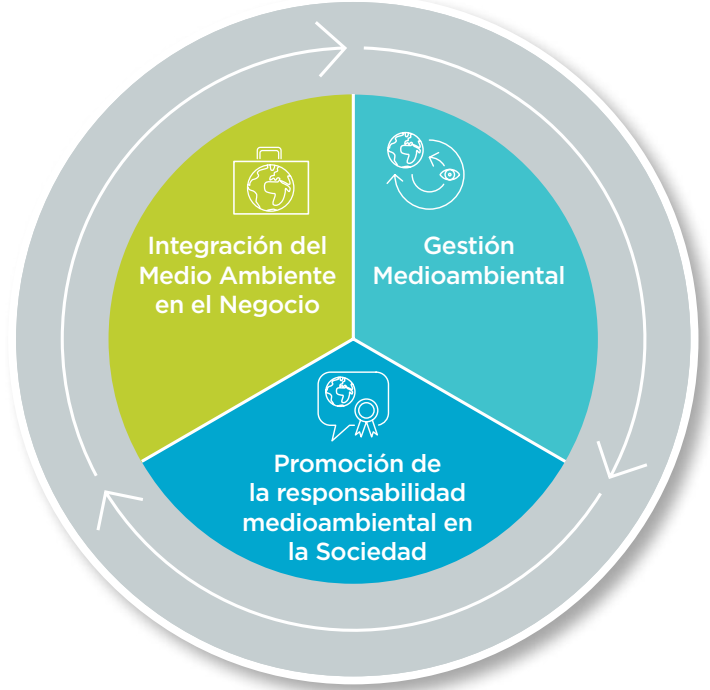 Integración del
Medio Ambiente
en el Negocio
Gestión
Medioambiental
Promoción de
la responsabilidad
medioambiental en
la Sociedad